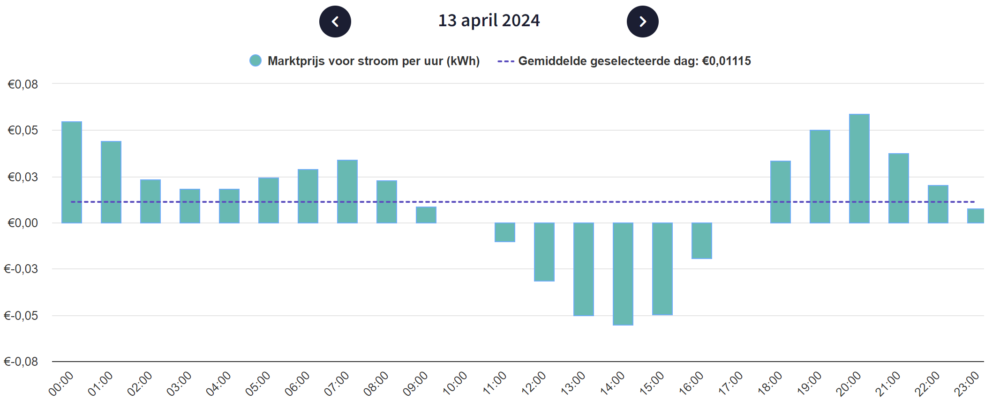 13 april 2024
Marktprijs voor stroom per uur (kWh) Gemiddelde geselecteerde dag: €0,01115
€0,08
€0,05
€0,03
€0,00
€-0,03
€-0,05
€-0,08
00:00 01:00 02:00 03:00 04:00 05:00 06:00 07:00 08:00 09:00 10:00 11:00 12:00 13:00 14:00 15:00 16:00 17:00 18:00 19:00 20:00 21:00 22:00 23:00